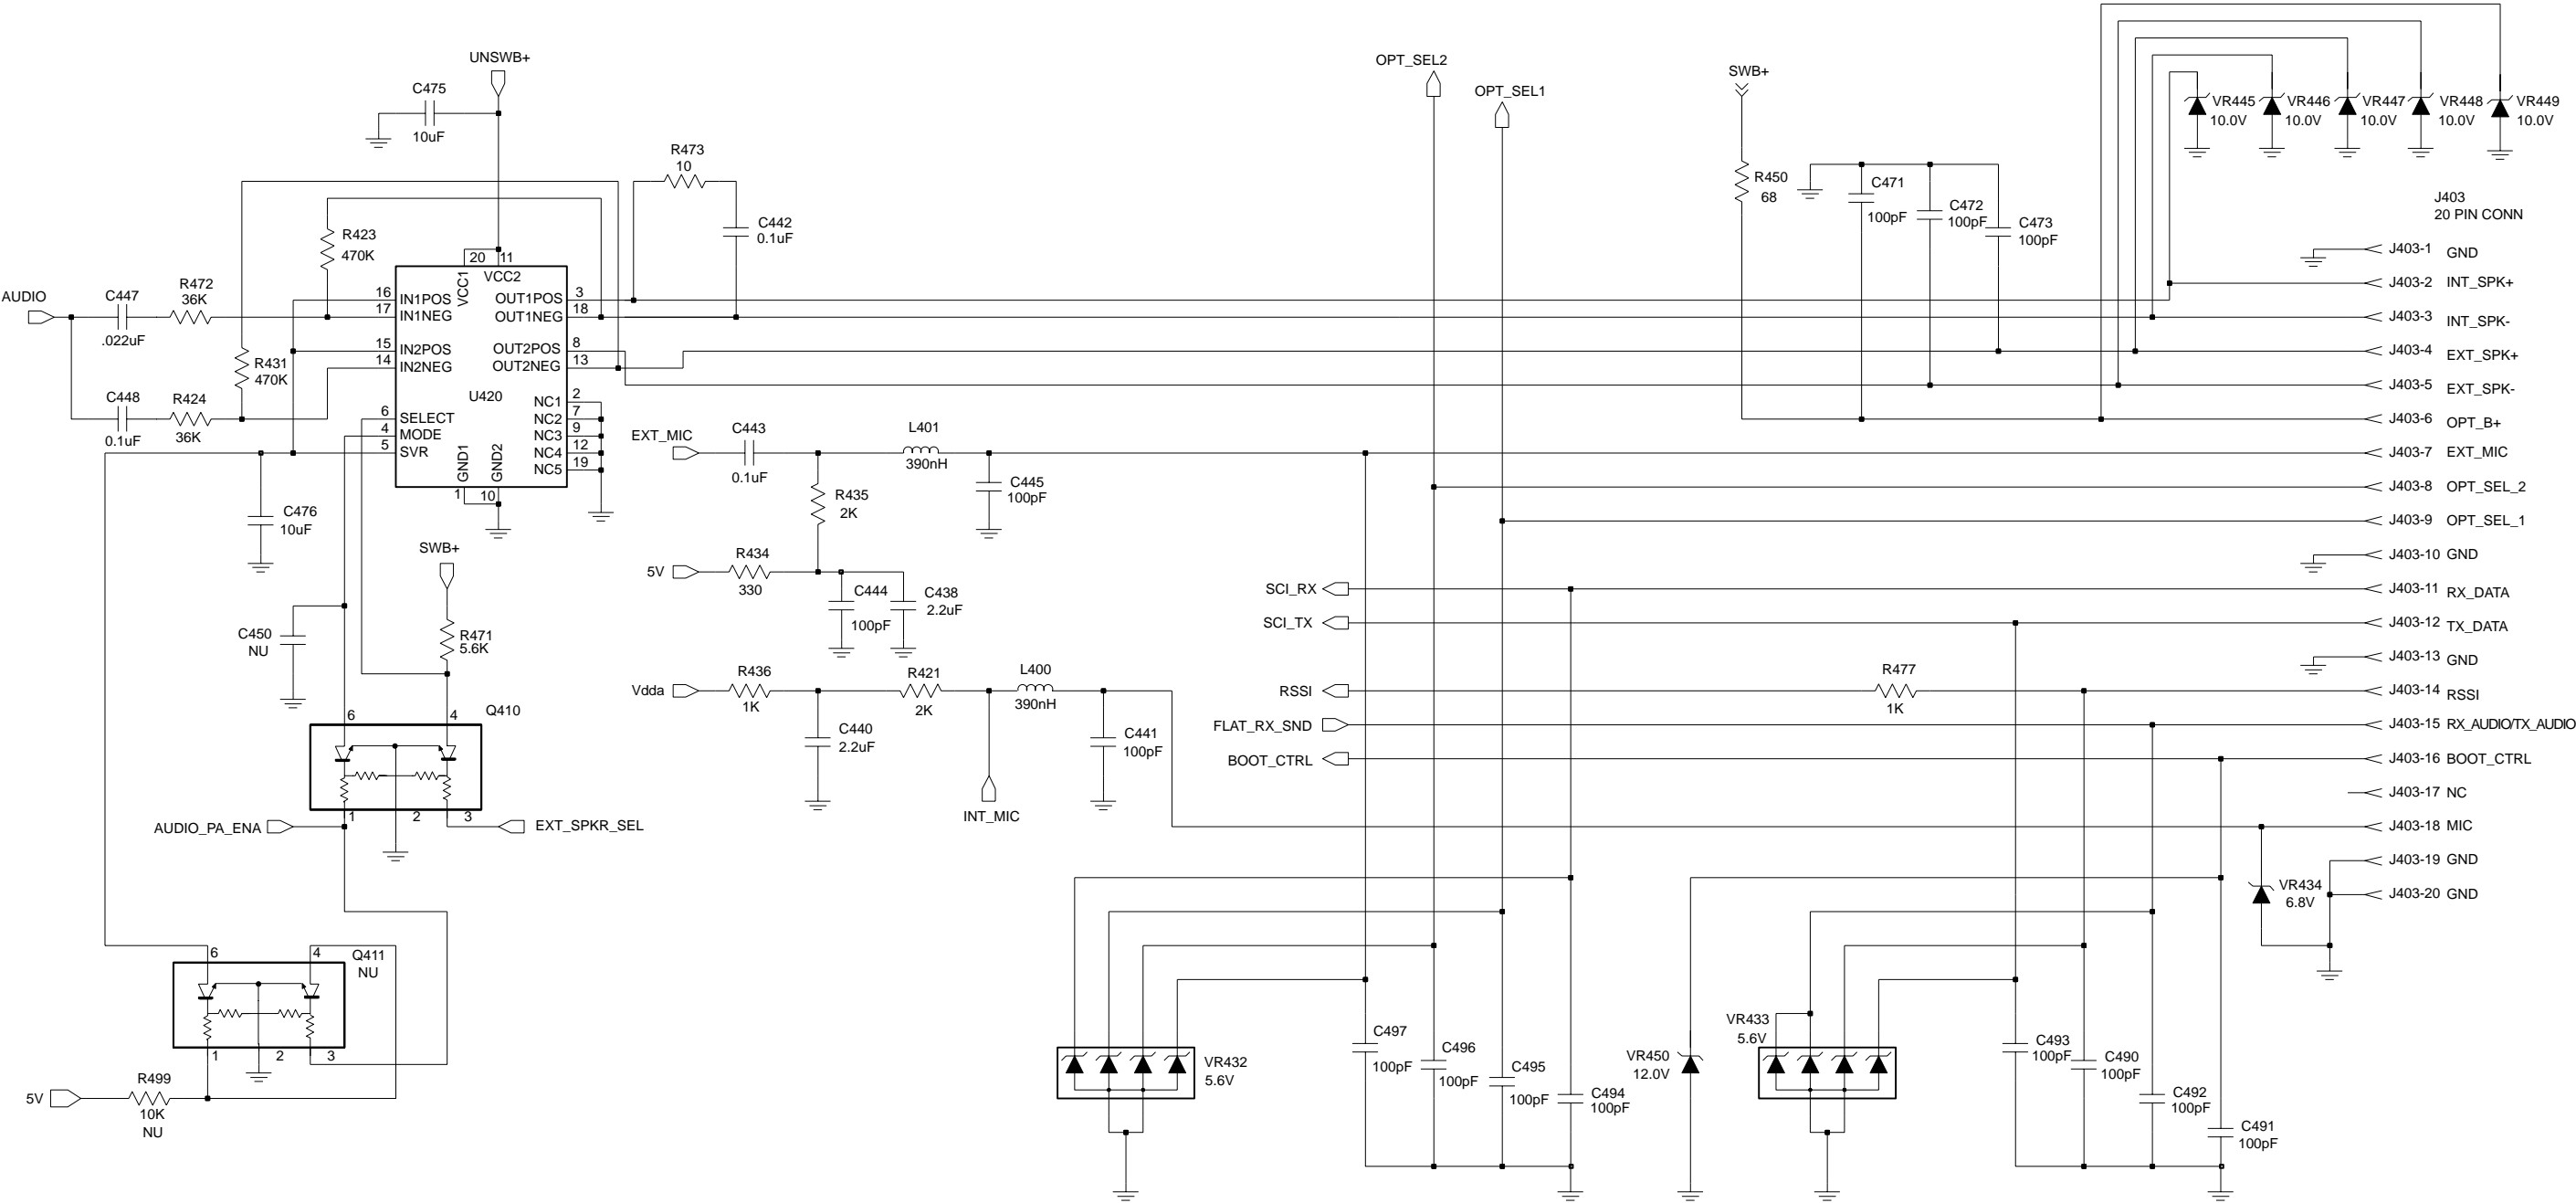 UNSWB+
C475
10uF
R473
10
C442
0.1uF
R423
470K
AUDIO
C447
.022uF
R472
36K
R431
470K
C448
0.1uF
R424
36K
20
11
VCC1
VCC2
16
IN1POS
17
IN1NEG
15
IN2POS
14
IN2NEG
6
SELECT
4
MODE
5
SVR
OUT1POS
3
OUT1NEG
18
OUT2POS
8
OUT2NEG
13
U420
NC1
2
NC2
7
NC3
9
NC4
12
NC5
19
GND1
GND2
1
10
C476
10uF
SWB+
R471
5.6K
C450
NU
Q410
6
4
1
2
3
AUDIO_PA_ENA
EXT_SPKR_SEL
Q411
NU
6
4
1
2
3
5V
R499
10K
NU
EXT_MIC
C443
0.1uF
L401
390nH
C445
100pF
R435
2K
5V
R434
330
C444
100pF
C438
2.2uF
Vdda
R436
1K
R421
2K
L400
390nH
C440
2.2uF
C441
100pF
INT_MIC
OPT_SEL2
OPT_SEL1
SWB+
R450
68
C471
100pF
C472
100pF
C473
100pF
VR445
10.0V
VR446
10.0V
VR447
10.0V
VR448
10.0V
VR449
10.0V
J403
20 PIN CONN
J403-1 GND
J403-2 INT_SPK+
J403-3 INT_SPK-
J403-4 EXT_SPK+
J403-5 EXT_SPK-
J403-6 OPT_B+
J403-7 EXT_MIC
J403-8 OPT_SEL_2
J403-9 OPT_SEL_1
J403-10 GND
J403-11 RX_DATA
J403-12 TX_DATA
J403-13 GND
J403-14 RSSI
J403-15 RX_AUDIO/TX_AUDIO
J403-16 BOOT_CTRL
J403-17 NC
J403-18 MIC
J403-19 GND
J403-20 GND
SCI_RX
SCI_TX
RSSI
FLAT_RX_SND
BOOT_CTRL
R477
1K
VR434
6.8V
VR432
5.6V
C497
100pF
C496
100pF
C495
100pF
C494
100pF
VR450
12.0V
VR433
5.6V
C493
100pF
C490
100pF
C492
100pF
C491
100pF